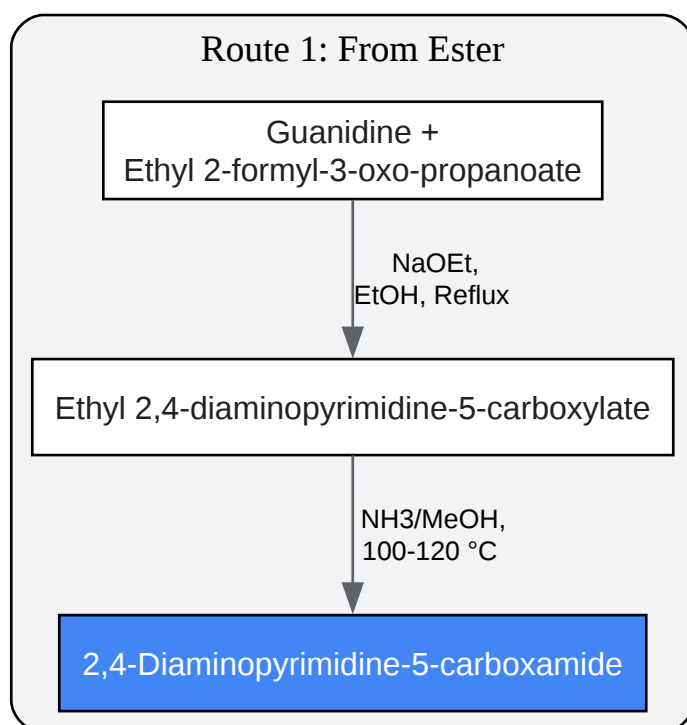 Route 1: From Ester
Guanidine +
Ethyl 2-formyl-3-oxo-propanoate
NaOEt,
EtOH, Reflux
Ethyl 2,4-diaminopyrimidine-5-carboxylate
NH3/MeOH,
100-120 °C
2,4-Diaminopyrimidine-5-carboxamide